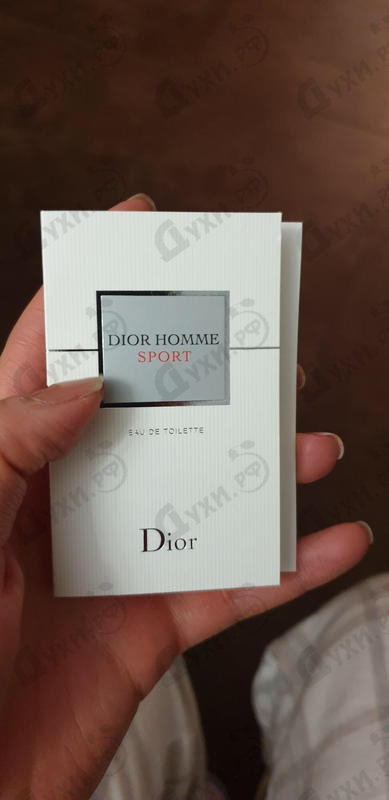 DIOR HOMME
SPORT
EAU DE TOILETTE
Dior
Духи.рф